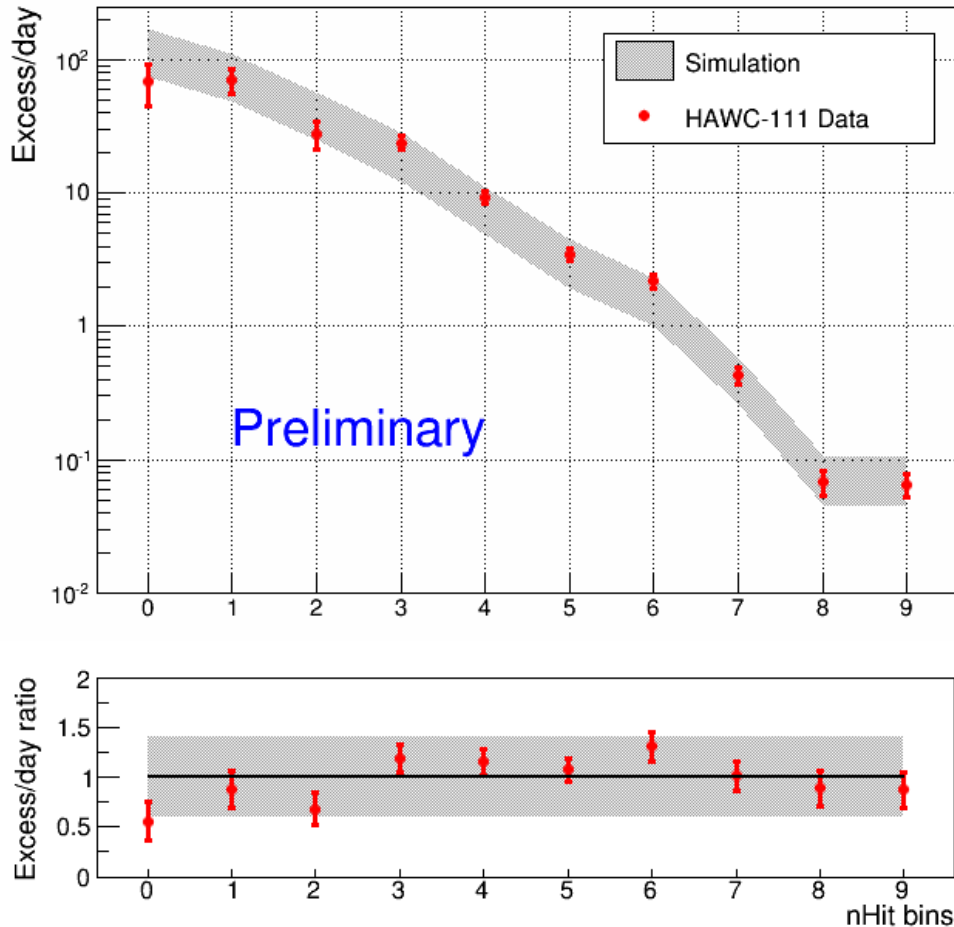 Excess/day
10²
10
1
10⁻¹
10⁻²
Simulation
HAWC-111 Data
Preliminary
0 1 2 3 4 5 6 7 8 9
Excess/day ratio
2
1.5
1
0.5
0
0 1 2 3 4 5 6 7 8 9
nHit bins